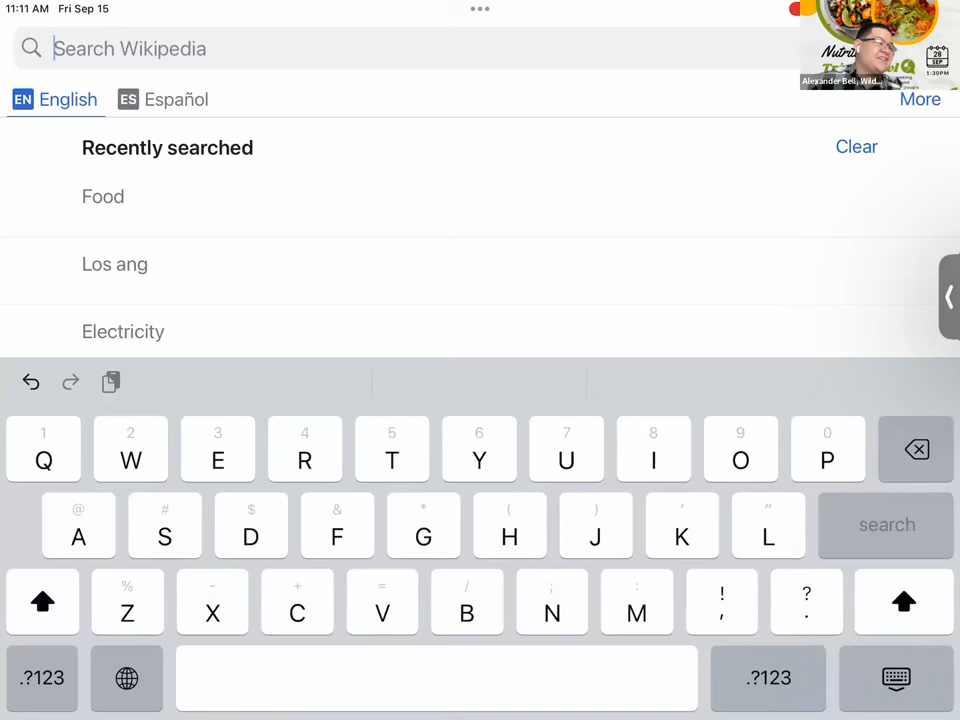 11:11 AM Fri Sep 15
Search Wikipedia
28
SEP
1:30PM
Alexander Bell, Wild...
EN English ES Español More
Recently searched Clear
Food
Los ang
Electricity
1 2 3 4 5 6 7 8 9 0
Q W E R T Y U I O P
@ # $ & * ( ) ' "
A S D F G H J K L search
% - + = / ; : ! ?
Z X C V B N M , .
.?123 .?123